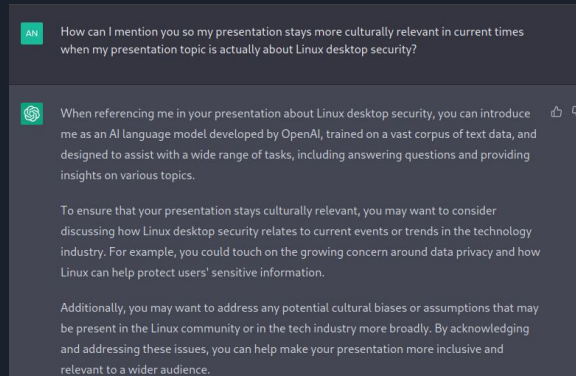 AN
How can I mention you so my presentation stays more culturally relevant in current times
when my presentation topic is actually about Linux desktop security?
When referencing me in your presentation about Linux desktop security, you can introduce
me as an AI language model developed by OpenAI, trained on a vast corpus of text data, and
designed to assist with a wide range of tasks, including answering questions and providing
insights on various topics.
To ensure that your presentation stays culturally relevant, you may want to consider
discussing how Linux desktop security relates to current events or trends in the technology
industry. For example, you could touch on the growing concern around data privacy and how
Linux can help protect users' sensitive information.
Additionally, you may want to address any potential cultural biases or assumptions that may
be present in the Linux community or in the tech industry more broadly. By acknowledging
and addressing these issues, you can help make your presentation more inclusive and
relevant to a wider audience.